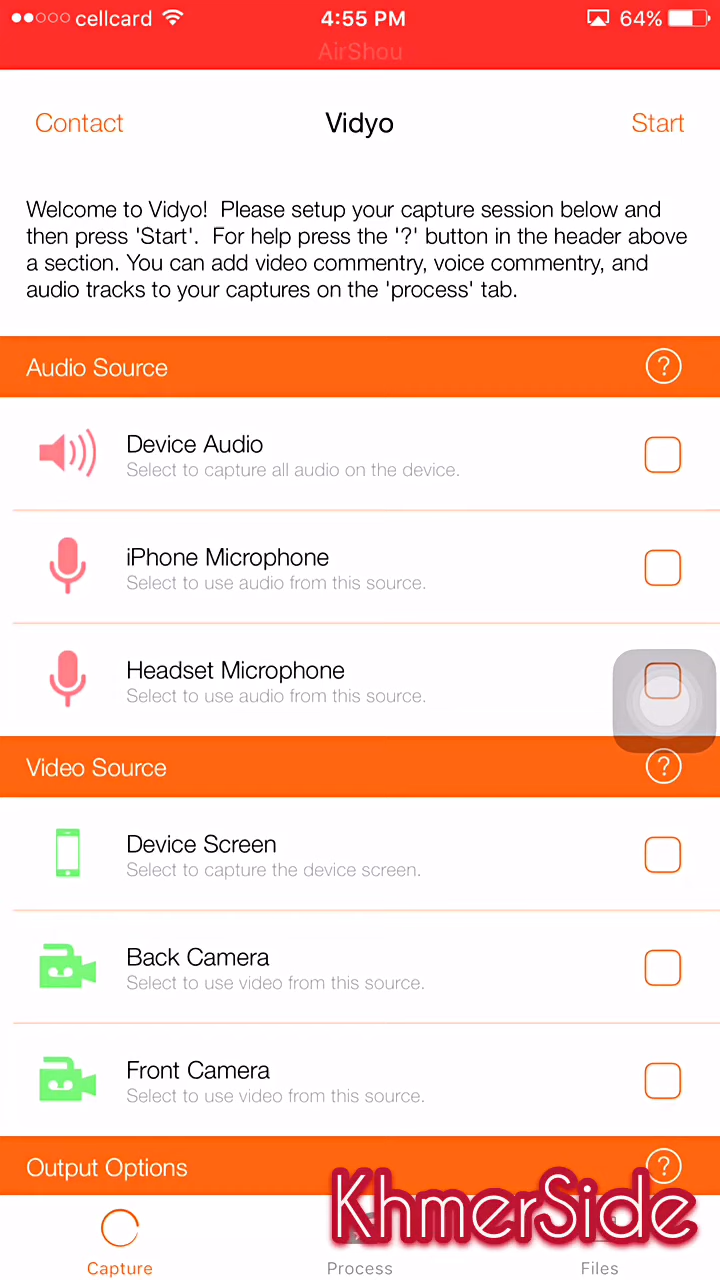 cellcard 4:55 PM 64%
AirShou
Contact Vidyo Start
Welcome to Vidyo!  Please setup your capture session below and
then press 'Start'.  For help press the '?' button in the header above
a section. You can add video commentry, voice commentry, and
audio tracks to your captures on the 'process' tab.
Audio Source ?
Device Audio
Select to capture all audio on the device.
iPhone Microphone
Select to use audio from this source.
Headset Microphone
Select to use audio from this source.
Video Source ?
Device Screen
Select to capture the device screen.
Back Camera
Select to use video from this source.
Front Camera
Select to use video from this source.
Output Options ?
KhmerSide
Capture Process Files